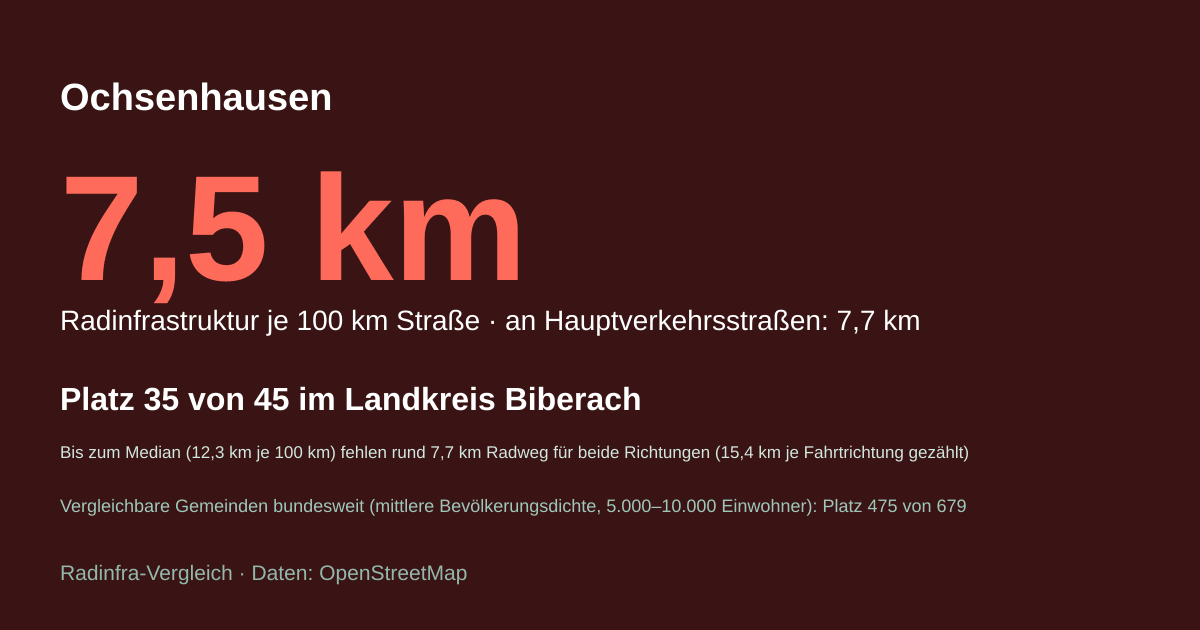 Ochsenhausen
7,5 km
Radinfrastruktur je 100 km Straße · an Hauptverkehrsstraßen: 7,7 km
Platz 35 von 45 im Landkreis Biberach
Bis zum Median (12,3 km je 100 km) fehlen rund 7,7 km Radweg für beide Richtungen (15,4 km je Fahrtrichtung gezählt)
Vergleichbare Gemeinden bundesweit (mittlere Bevölkerungsdichte, 5.000–10.000 Einwohner): Platz 475 von 679
Radinfra-Vergleich · Daten: OpenStreetMap